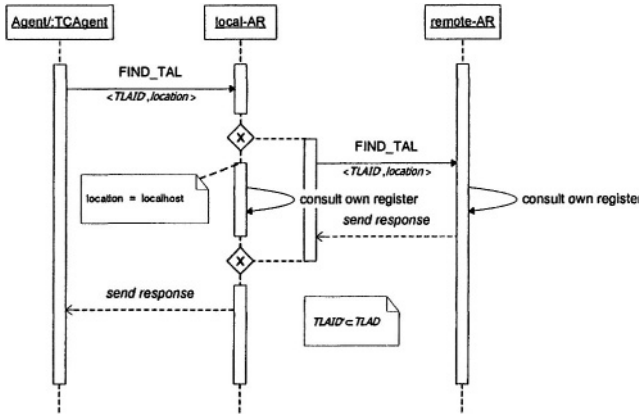 Agent/:TCAgent
local-AR
remote-AR
FIND_TAL
<TLAID',location>
FIND_TAL
<TLAID',location>
location = localhost
consult own register
consult own register
send response
send response
TLAID'⊂TLAD